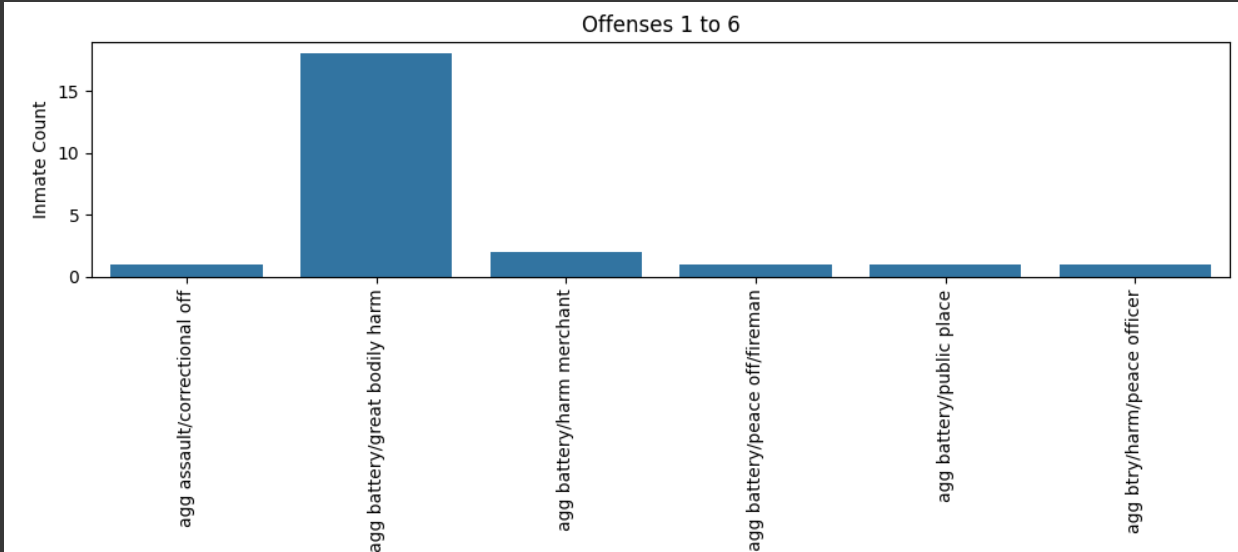 Offenses 1 to 6
Inmate Count
15
10
5
0
agg assault/correctional off
agg battery/great bodily harm
agg battery/harm merchant
agg battery/peace off/fireman
agg battery/public place
agg btry/harm/peace officer